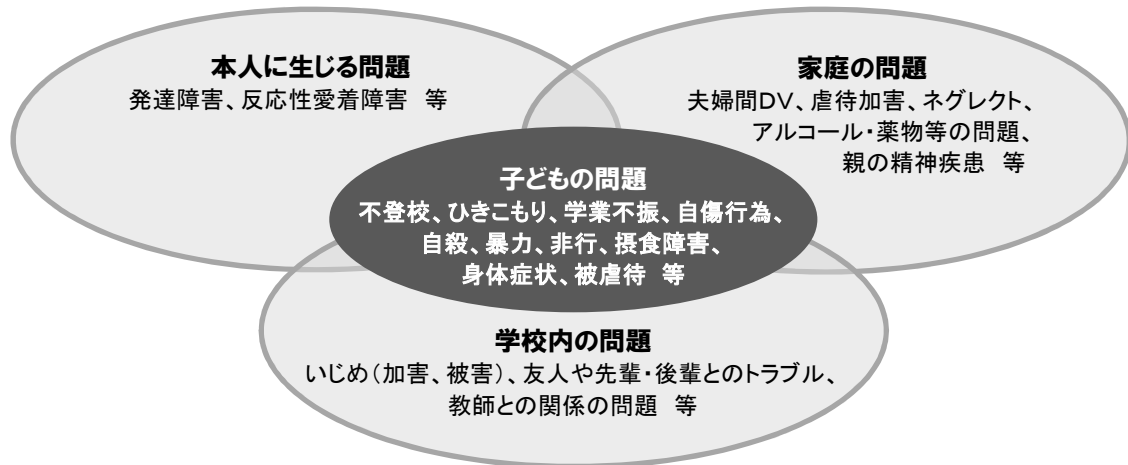 本人に生じる問題
発達障害、反応性愛着障害　等
家庭の問題
夫婦間DV、虐待加害、ネグレクト、
アルコール・薬物等の問題、
親の精神疾患　等
子どもの問題
不登校、ひきこもり、学業不振、自傷行為、
自殺、暴力、非行、摂食障害、
身体症状、被虐待　等
学校内の問題
いじめ（加害、被害）、友人や先輩・後輩とのトラブル、
教師との関係の問題　等